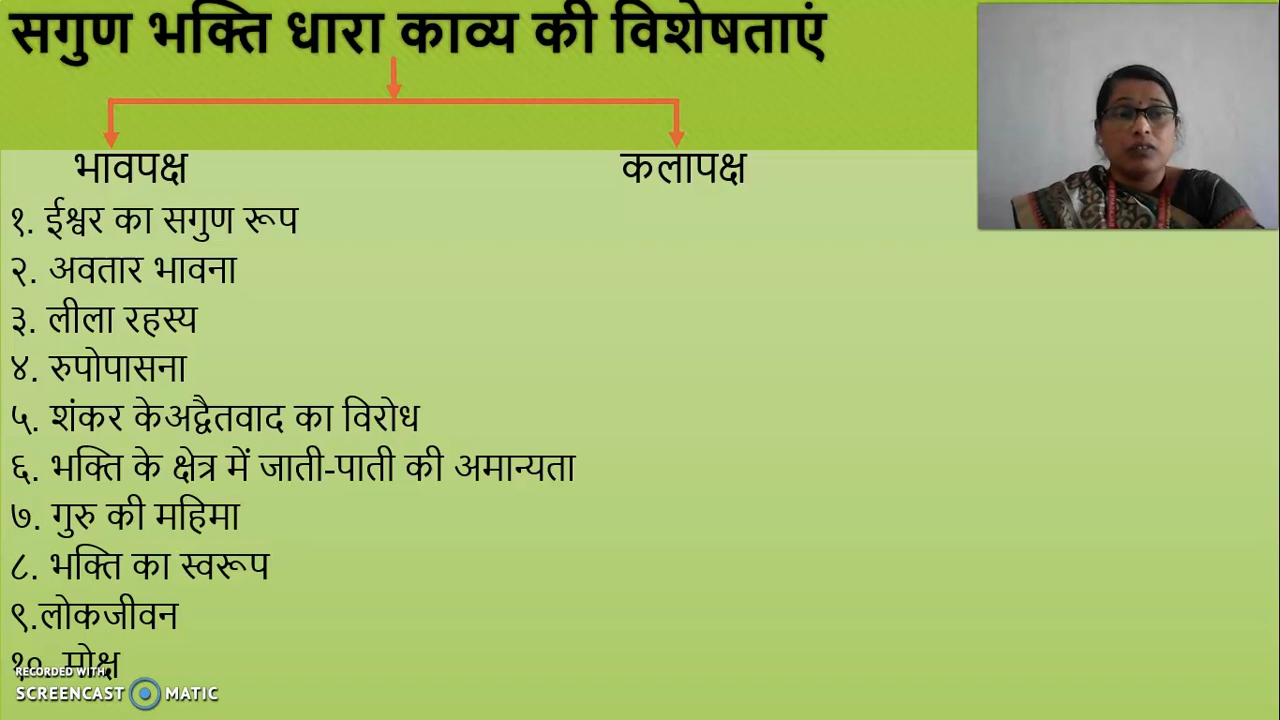 सगुण भक्ति धारा काव्य की विशेषताएं
भावपक्ष
कलापक्ष
१. ईश्वर का सगुण रूप
२. अवतार भावना
३. लीला रहस्य
४. रुपोपासना
५. शंकर केअद्वैतवाद का विरोध
६. भक्ति के क्षेत्र में जाती-पाती की अमान्यता
७. गुरु की महिमा
८. भक्ति का स्वरूप
९.लोकजीवन
१०. मोक्ष
RECORDED WITH
SCREENCAST MATIC